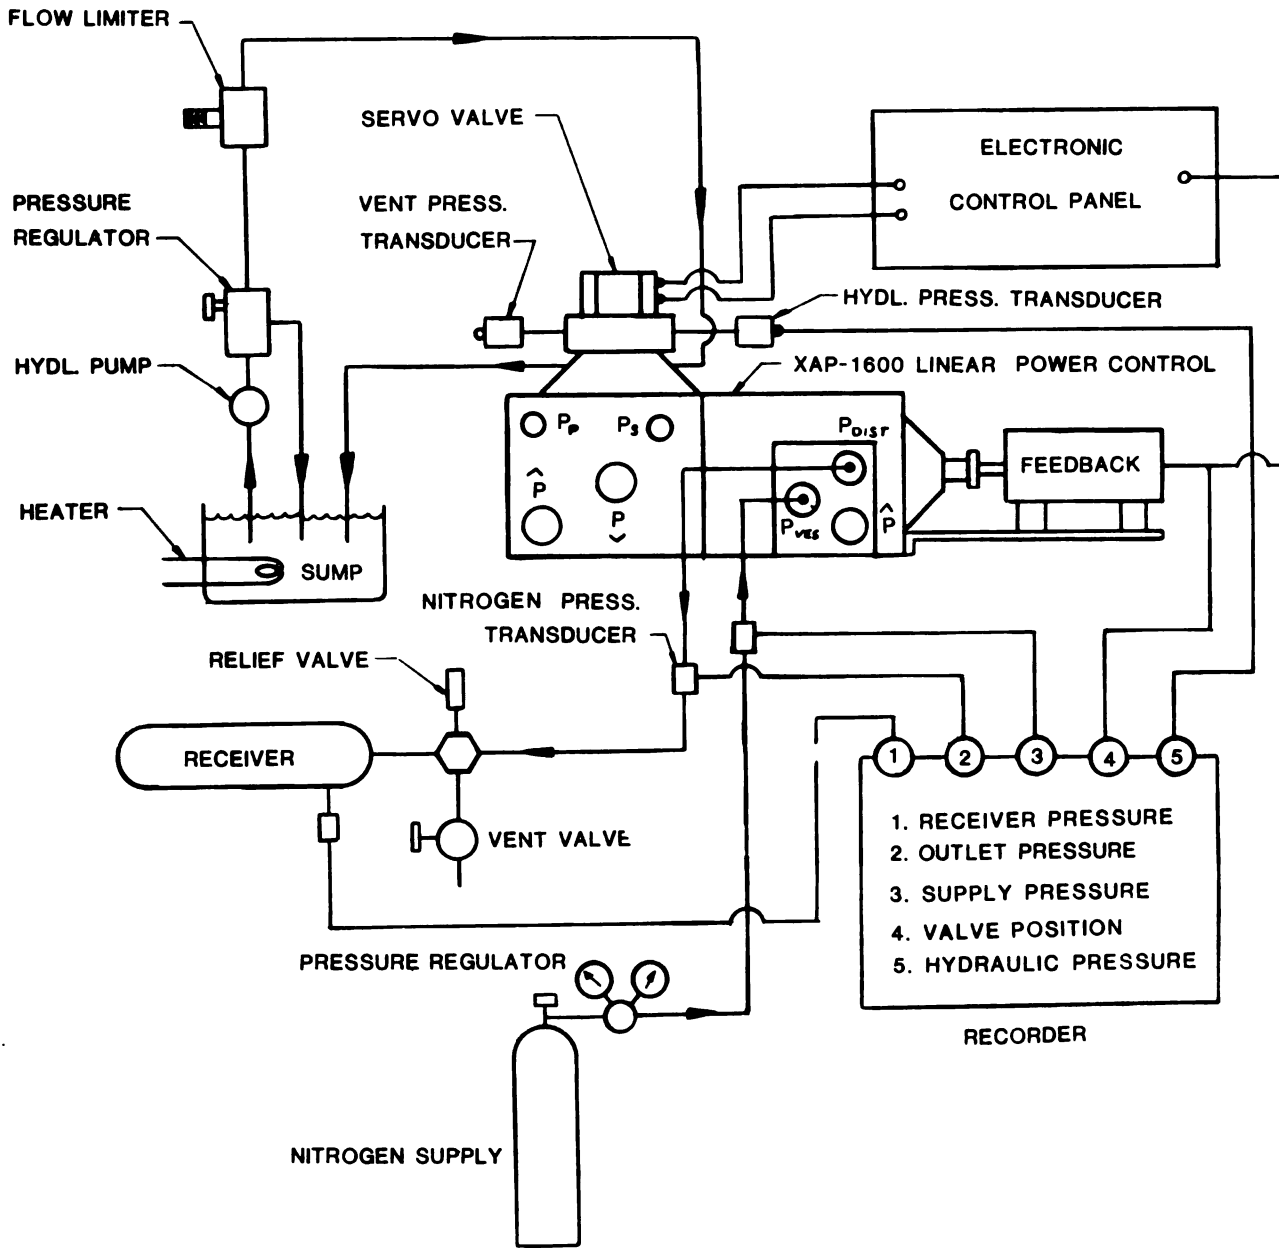 FLOW LIMITER
SERVO VALVE
ELECTRONIC
CONTROL PANEL
PRESSURE
REGULATOR
VENT PRESS.
TRANSDUCER
HYDL. PRESS. TRANSDUCER
HYDL. PUMP
XAP-1600 LINEAR POWER CONTROL
PP
PS
PDIST
FEEDBACK
^
P
P
ˇ
PVES
^
P
HEATER
SUMP
NITROGEN PRESS.
TRANSDUCER
RELIEF VALVE
RECEIVER
VENT VALVE
1 2 3 4 5
1. RECEIVER PRESSURE
2. OUTLET PRESSURE
3. SUPPLY PRESSURE
4. VALVE POSITION
5. HYDRAULIC PRESSURE
PRESSURE REGULATOR
RECORDER
NITROGEN SUPPLY